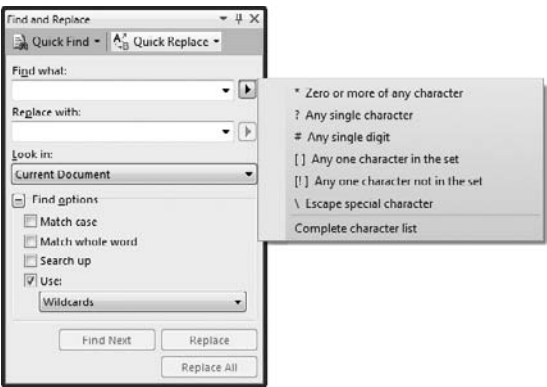 Find and Replace
Quick Find
Quick Replace
Find what:
Replace with:
Look in:
Current Document
Find options
Match case
Match whole word
Search up
Use:
Wildcards
Find Next
Replace
Replace All
* Zero or more of any character
? Any single character
# Any single digit
[ ] Any one character in the set
[! ] Any one character not in the set
\ Escape special character
Complete character list